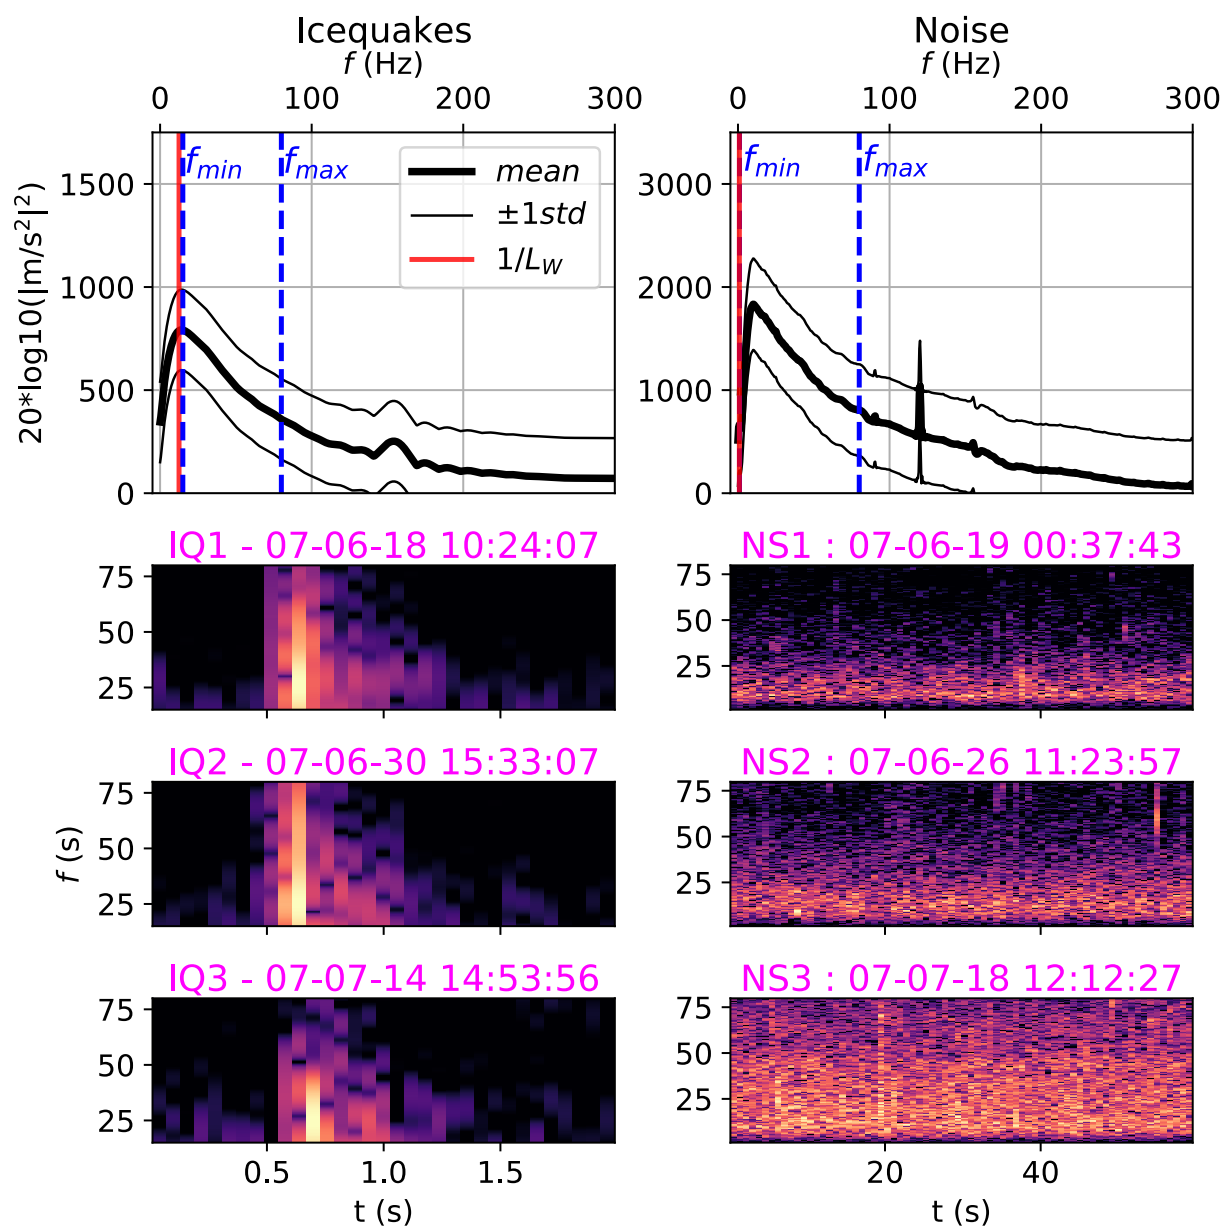 Icequakes
f (Hz)
0 100 200 300
20*log10(|m/s²|²)
1500
1000
500
0
f_min
f_max
mean
±1std
1/L_W
Noise
f (Hz)
0 100 200 300
3000
2000
1000
0
f_min
f_max
IQ1 - 07-06-18 10:24:07
75
50
25
NS1 : 07-06-19 00:37:43
75
50
25
IQ2 - 07-06-30 15:33:07
f (s)
75
50
25
NS2 : 07-06-26 11:23:57
75
50
25
IQ3 - 07-07-14 14:53:56
75
50
25
0.5 1.0 1.5
t (s)
NS3 : 07-07-18 12:12:27
75
50
25
20 40
t (s)